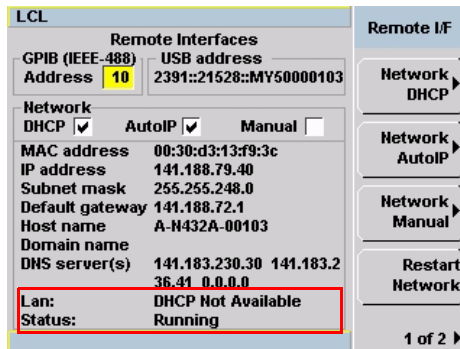 LCL
Remote Interfaces
GPIB (IEEE-488)
Address 10
USB address
2391::21528::MY50000103
Network
DHCP AutoIP Manual
MAC address 00:30:d3:13:f9:3c
IP address 141.188.79.40
Subnet mask 255.255.248.0
Default gateway 141.188.72.1
Host name A-N432A-00103
Domain name
DNS server(s) 141.183.230.30 141.183.2
36.41 0.0.0.0
Lan: DHCP Not Available
Status: Running
Remote I/F
Network
DHCP
Network
AutoIP
Network
Manual
Restart
Network
1 of 2